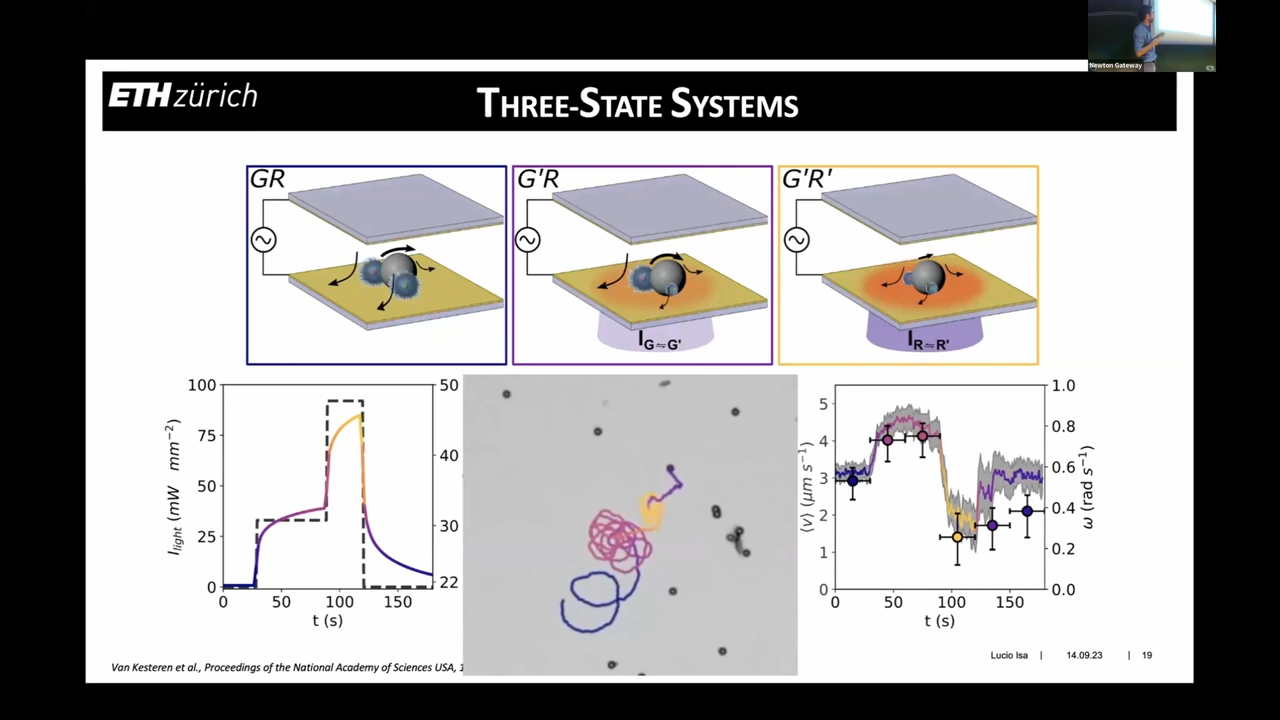 Newton Gateway
ETH zürich
THREE-STATE SYSTEMS
GR
G'R
G'R'
I G⇋G'
I R⇋R'
100
75
50
25
0
I light (mW mm⁻²)
50
40
30
22
0 50 100 150
t (s)
5
4
3
2
1
0
⟨v⟩ (μm s⁻¹)
1.0
0.8
0.6
0.4
0.2
0.0
ω (rad s⁻¹)
0 50 100 150
t (s)
Lucio Isa | 14.09.23 | 19
Van Kesteren et al., Proceedings of the National Academy of Sciences USA, 1